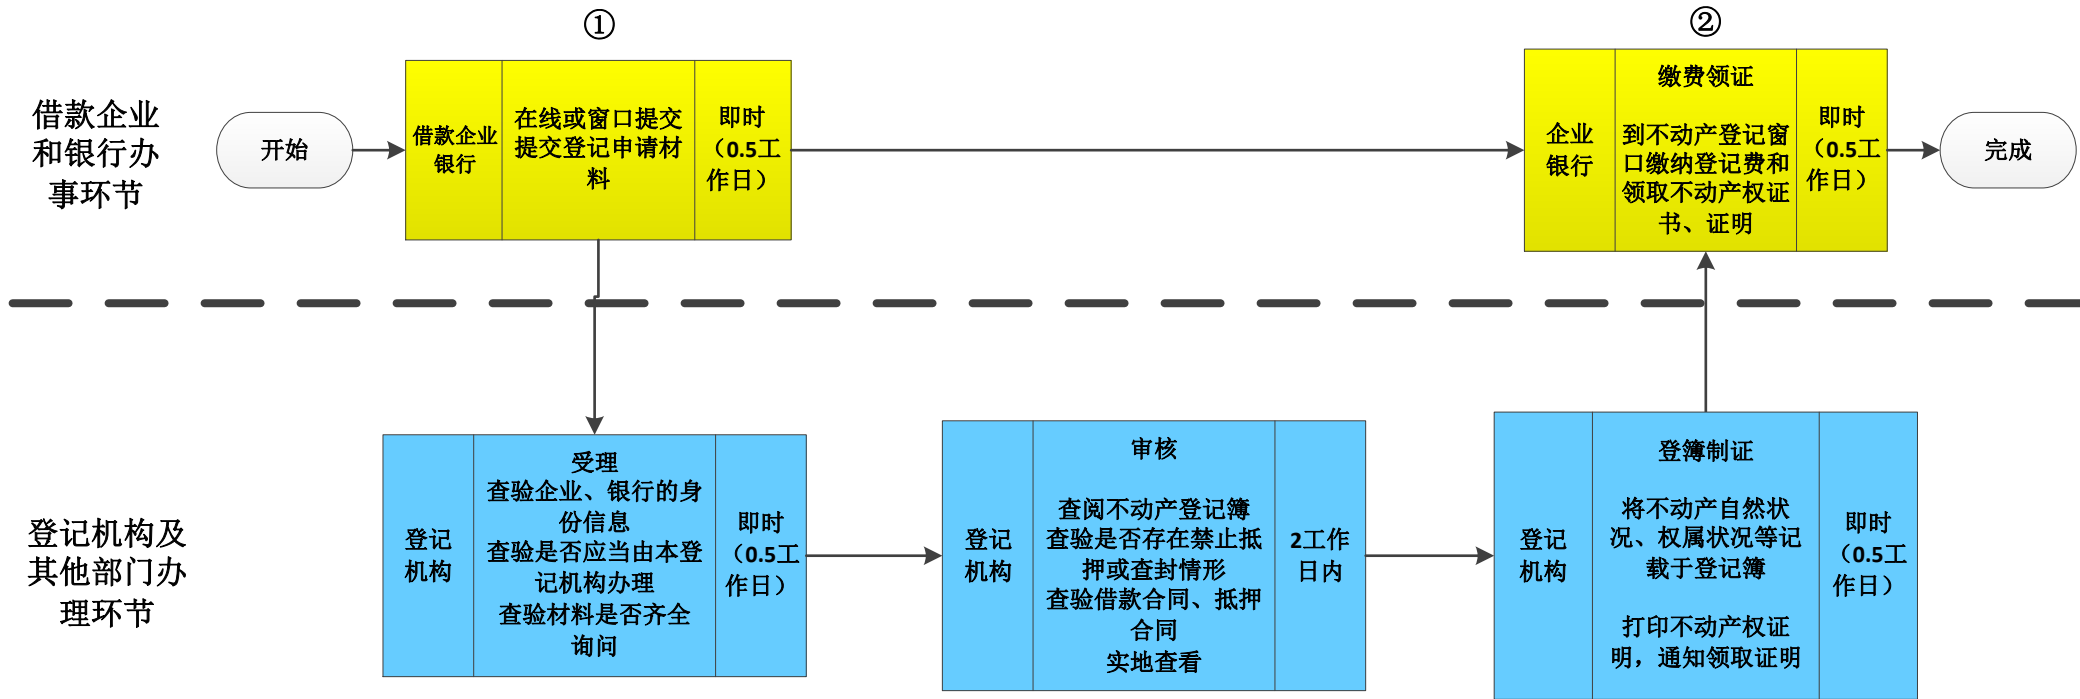 ①
②
借款企业
和银行办
事环节
开始
借款企业
银行
在线或窗口提交
提交登记申请材
料
即时
（0.5工
作日）
企业
银行
缴费领证
到不动产登记窗
口缴纳登记费和
领取不动产权证
书、证明
即时
（0.5工
作日）
完成
登记机构及
其他部门办
理环节
登记
机构
受理
查验企业、银行的身
份信息
查验是否应当由本登
记机构办理
查验材料是否齐全
询问
即时
（0.5工
作日）
登记
机构
审核
查阅不动产登记簿
查验是否存在禁止抵
押或查封情形
查验借款合同、抵押
合同
实地查看
2工作
日内
登记
机构
登簿制证
将不动产自然状
况、权属状况等记
载于登记簿
打印不动产权证
明，通知领取证明
即时
（0.5工
作日）